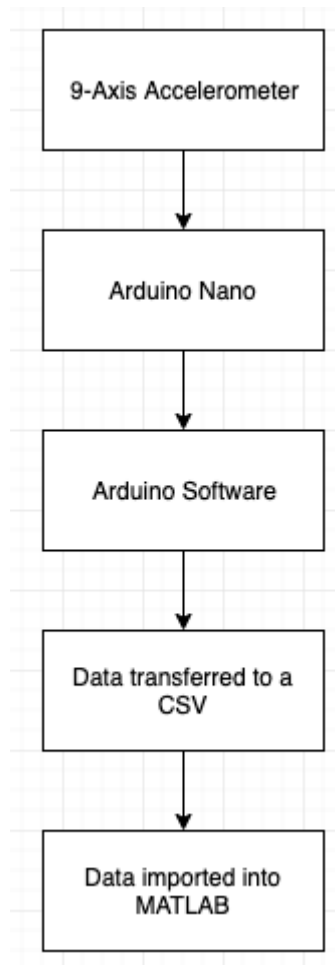 9-Axis Accelerometer
Arduino Nano
Arduino Software
Data transferred to a
CSV
Data imported into
MATLAB